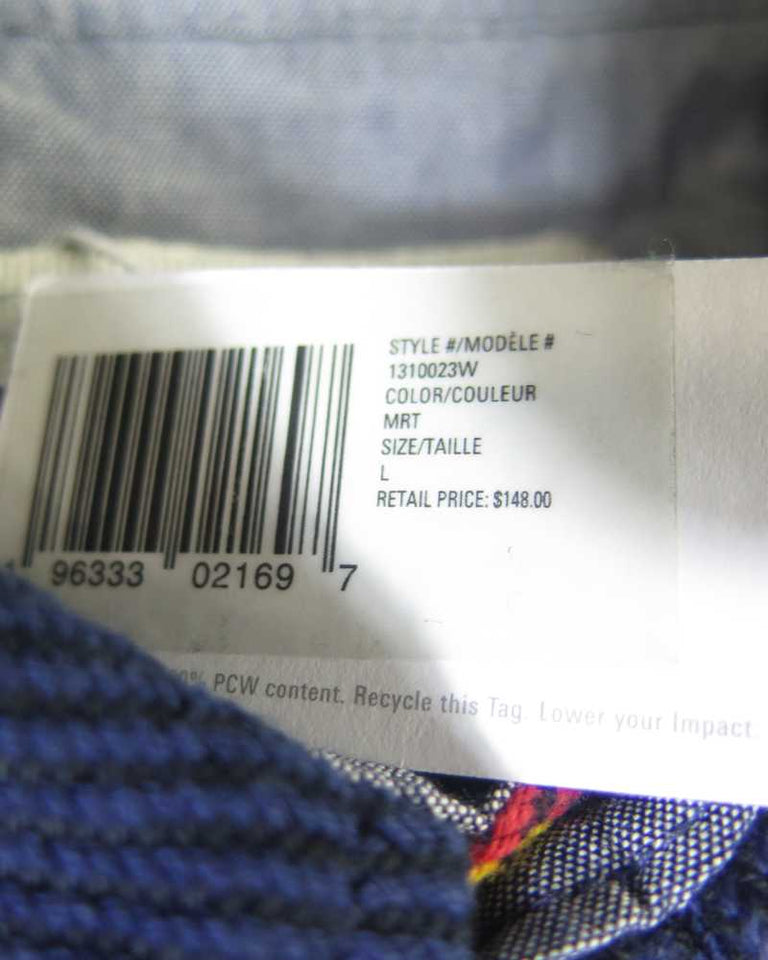 STYLE #/MODÈLE #
1310023W
COLOR/COULEUR
MRT
SIZE/TAILLE
L
RETAIL PRICE: $148.00
96333 02169 7
PCW content. Recycle this Tag. Lower your Impact.